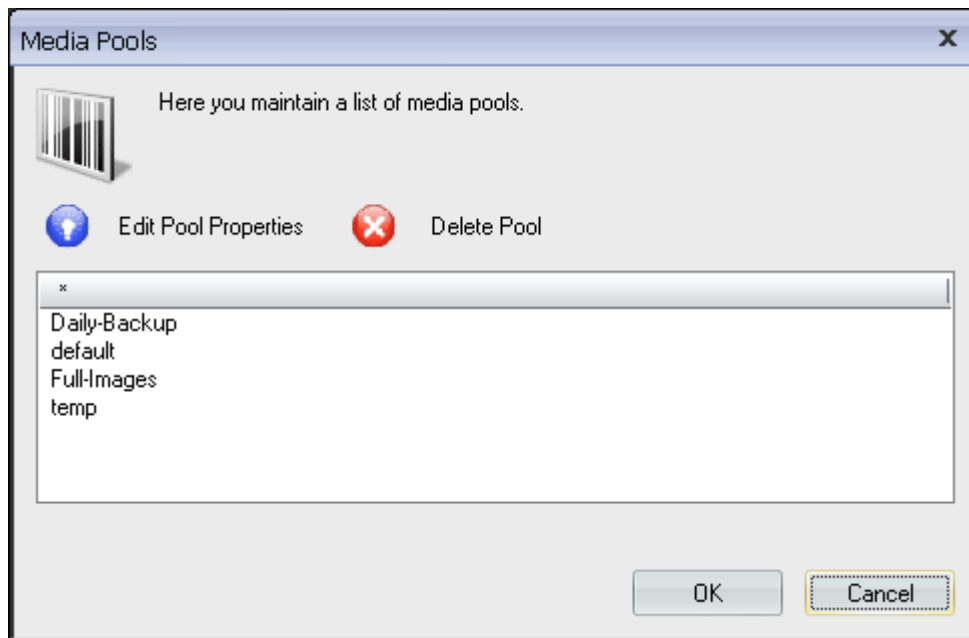 Media Pools
Here you maintain a list of media pools.
Edit Pool Properties Delete Pool
*
Daily-Backup
default
Full-Images
temp
OK Cancel